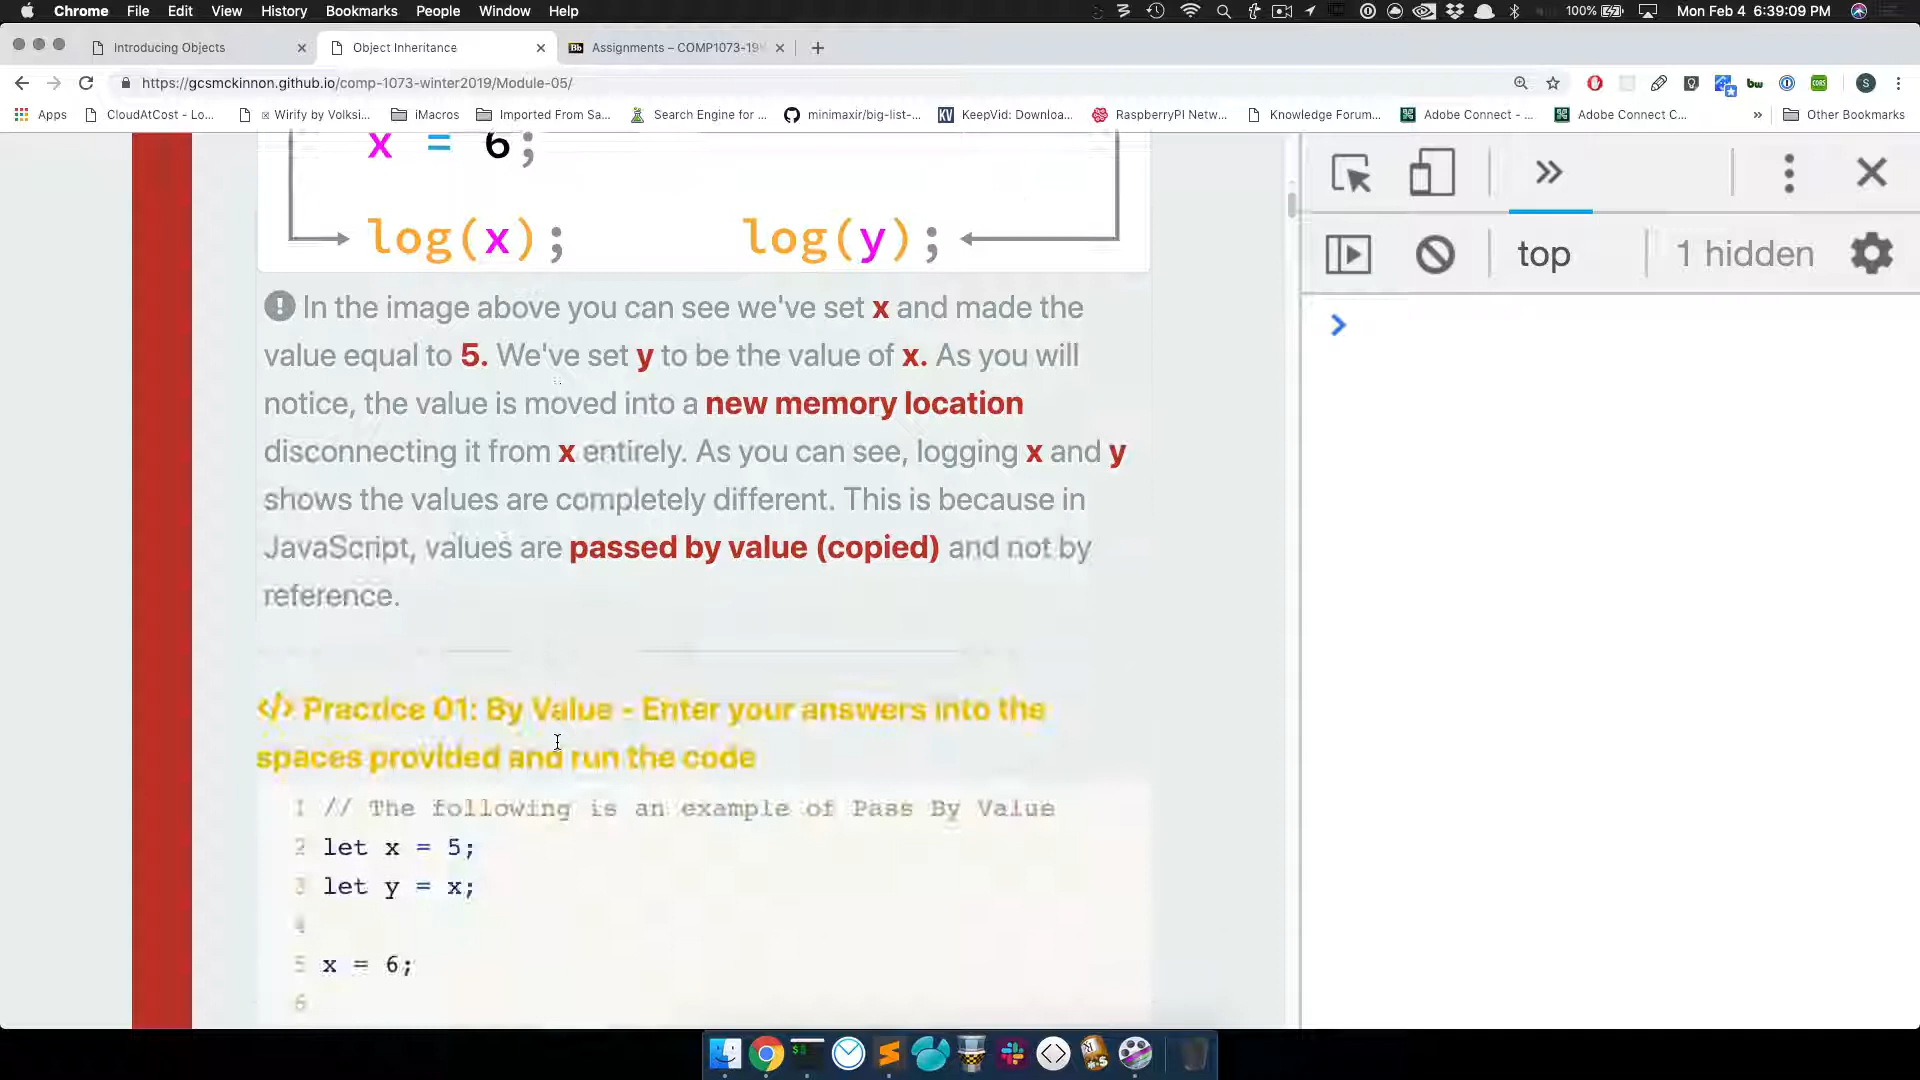 Chrome File Edit View History Bookmarks People Window Help
100% Mon Feb 4 6:39:09 PM
Introducing Objects
Object Inheritance
Bb Assignments – COMP1073-19
https://gcsmckinnon.github.io/comp-1073-winter2019/Module-05/
Apps CloudAtCost - Lo... Wirify by Volksi... iMacros Imported From Sa... Search Engine for ... minimaxir/big-list-... KV KeepVid: Downloa... RaspberryPI Netw... Knowledge Forum... Adobe Connect - ... Adobe Connect C... » Other Bookmarks
x = 6;
log(x); log(y);
In the image above you can see we've set x and made the
value equal to 5. We've set y to be the value of x. As you will
notice, the value is moved into a new memory location
disconnecting it from x entirely. As you can see, logging x and y
shows the values are completely different. This is because in
JavaScript, values are passed by value (copied) and not by
reference.
</> Practice 01: By Value - Enter your answers into the
spaces provided and run the code
1 // The following is an example of Pass By Value
2 let x = 5;
3 let y = x;
4
5 x = 6;
6
top 1 hidden